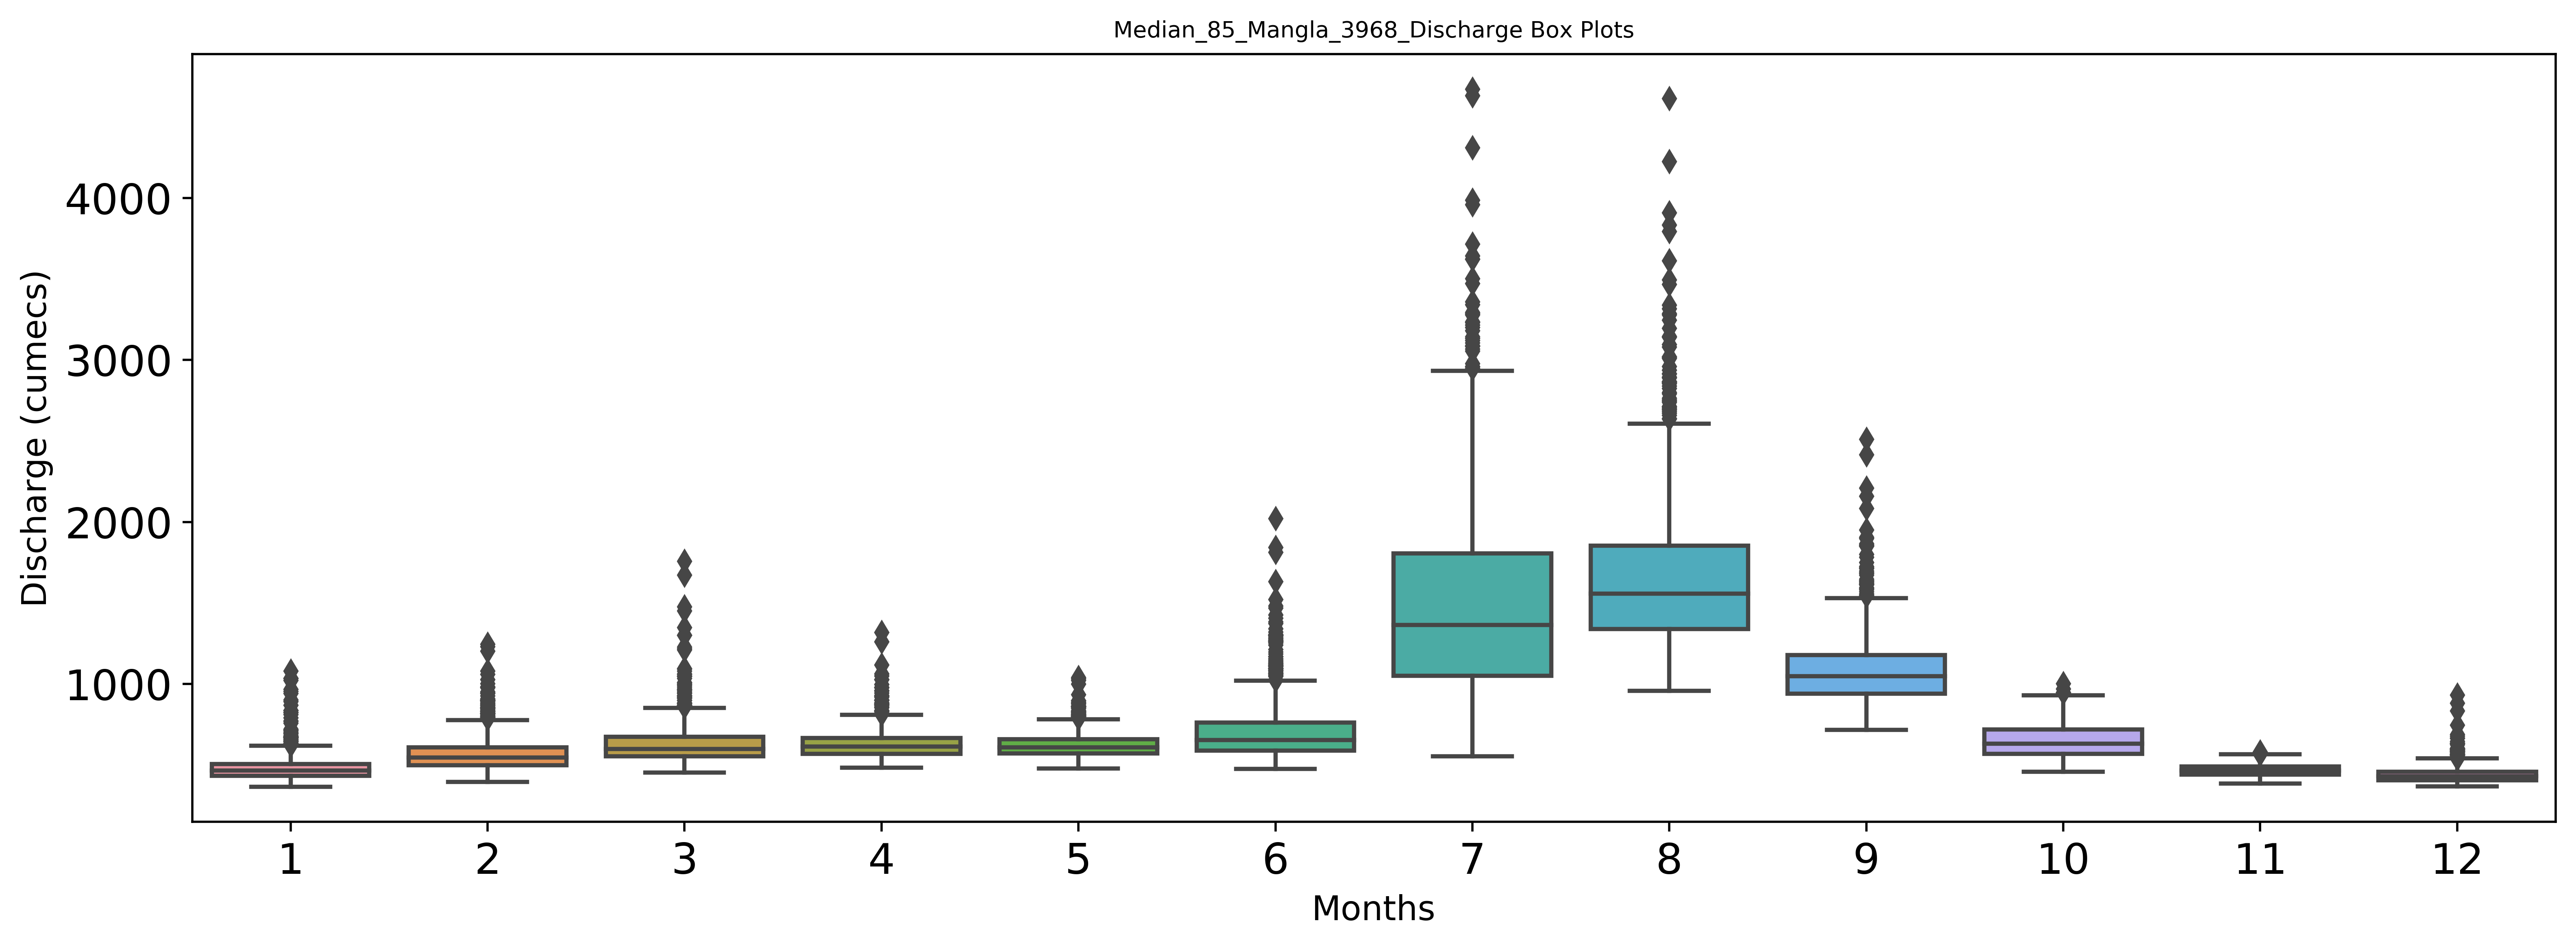 Median_85_Mangla_3968_Discharge Box Plots
Discharge (cumecs)
4000
3000
2000
1000
1 2 3 4 5 6 7 8 9 10 11 12
Months